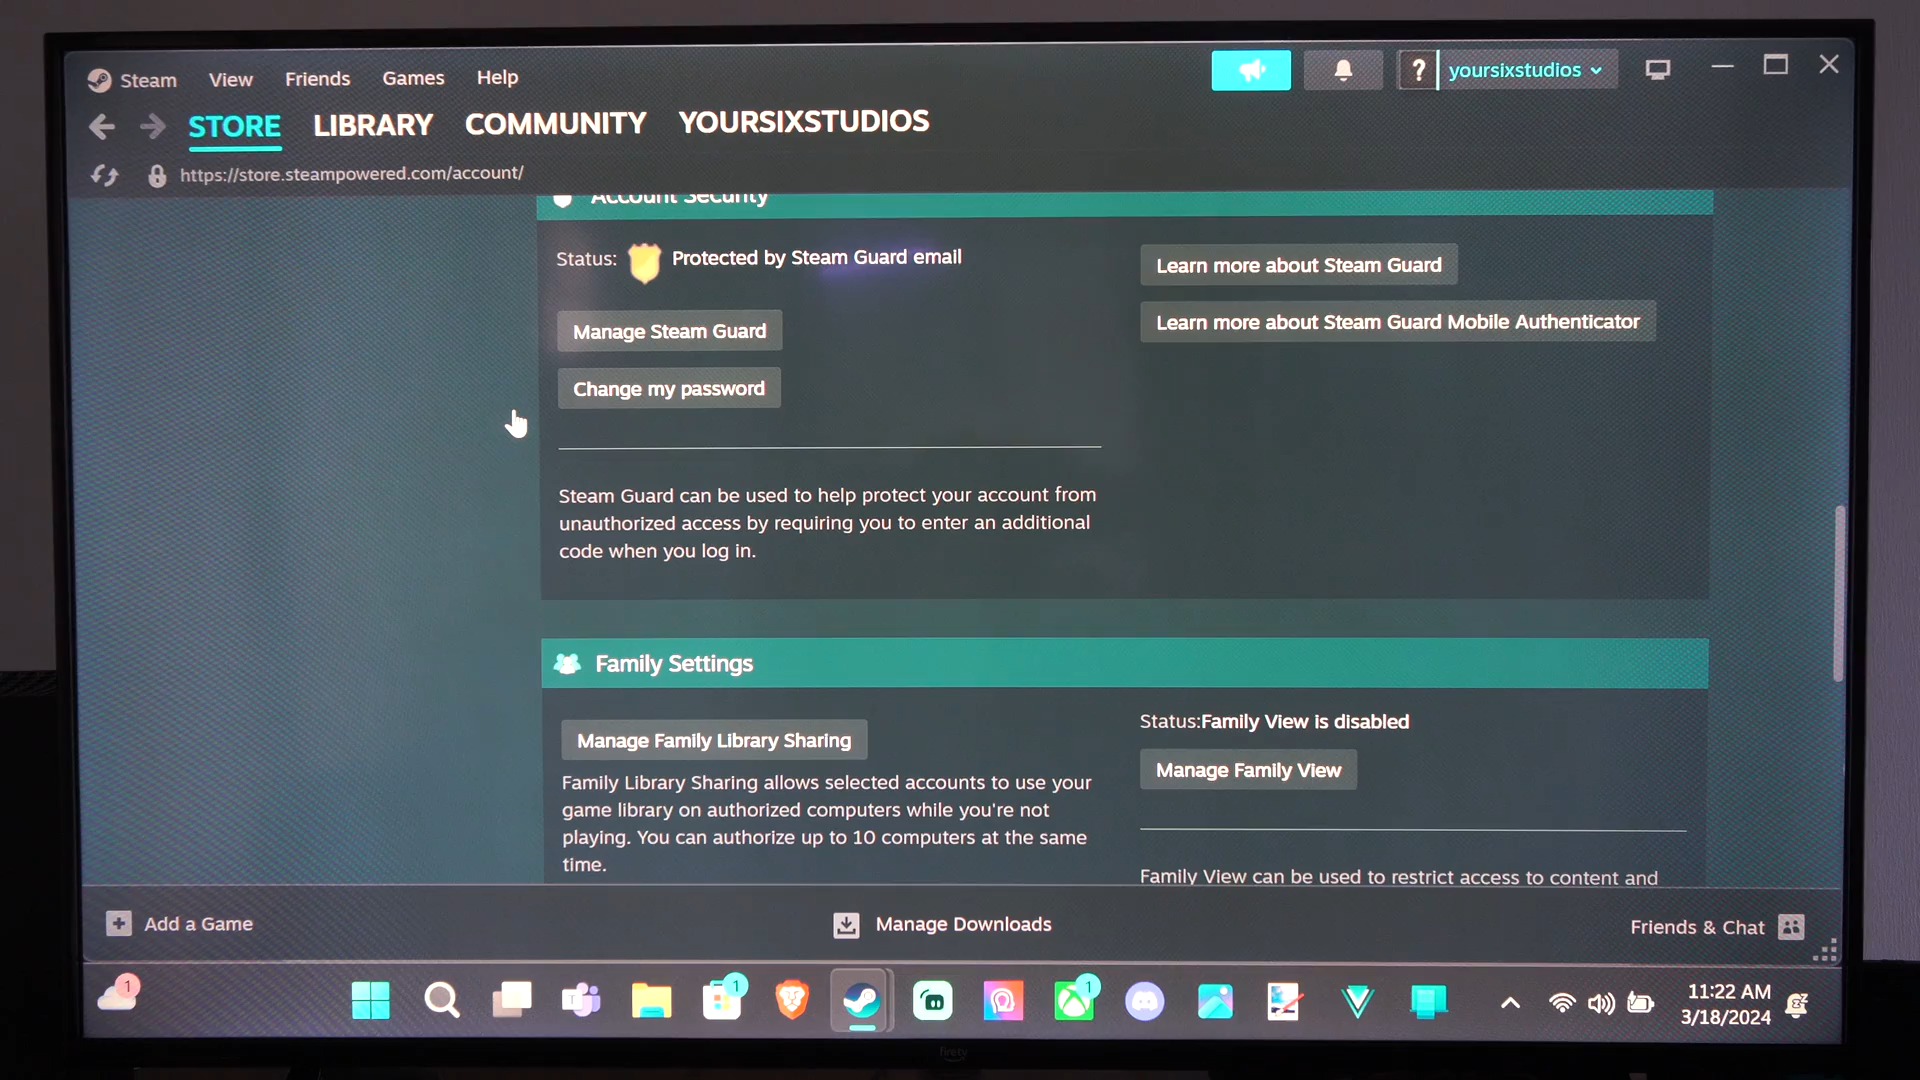 Steam View Friends Games Help
? yoursixstudios
STORE LIBRARY COMMUNITY YOURSIXSTUDIOS
https://store.steampowered.com/account/
Account Security
Status: Protected by Steam Guard email
Manage Steam Guard
Change my password
Steam Guard can be used to help protect your account from
unauthorized access by requiring you to enter an additional
code when you log in.
Learn more about Steam Guard
Learn more about Steam Guard Mobile Authenticator
Family Settings
Manage Family Library Sharing
Family Library Sharing allows selected accounts to use your
game library on authorized computers while you're not
playing. You can authorize up to 10 computers at the same
time.
Status:Family View is disabled
Manage Family View
Family View can be used to restrict access to content and
Add a Game
Manage Downloads
Friends & Chat
1
1
1
11:22 AM
3/18/2024
firetv